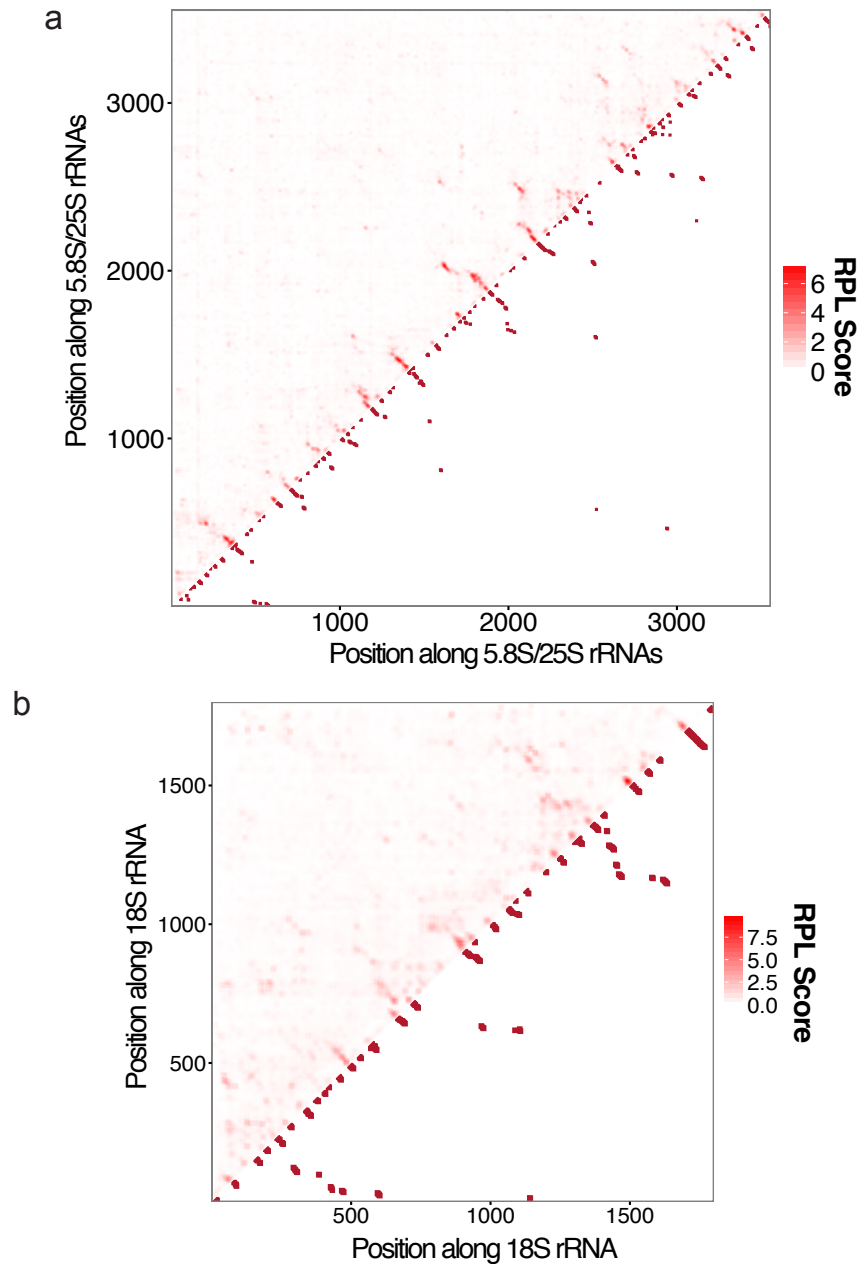 a
3000
2000
1000
Position along 5.8S/25S rRNAs
1000
2000
3000
Position along 5.8S/25S rRNAs
RPL Score
6
4
2
0
b
1500
1000
500
Position along 18S rRNA
500
1000
1500
Position along 18S rRNA
RPL Score
7.5
5.0
2.5
0.0